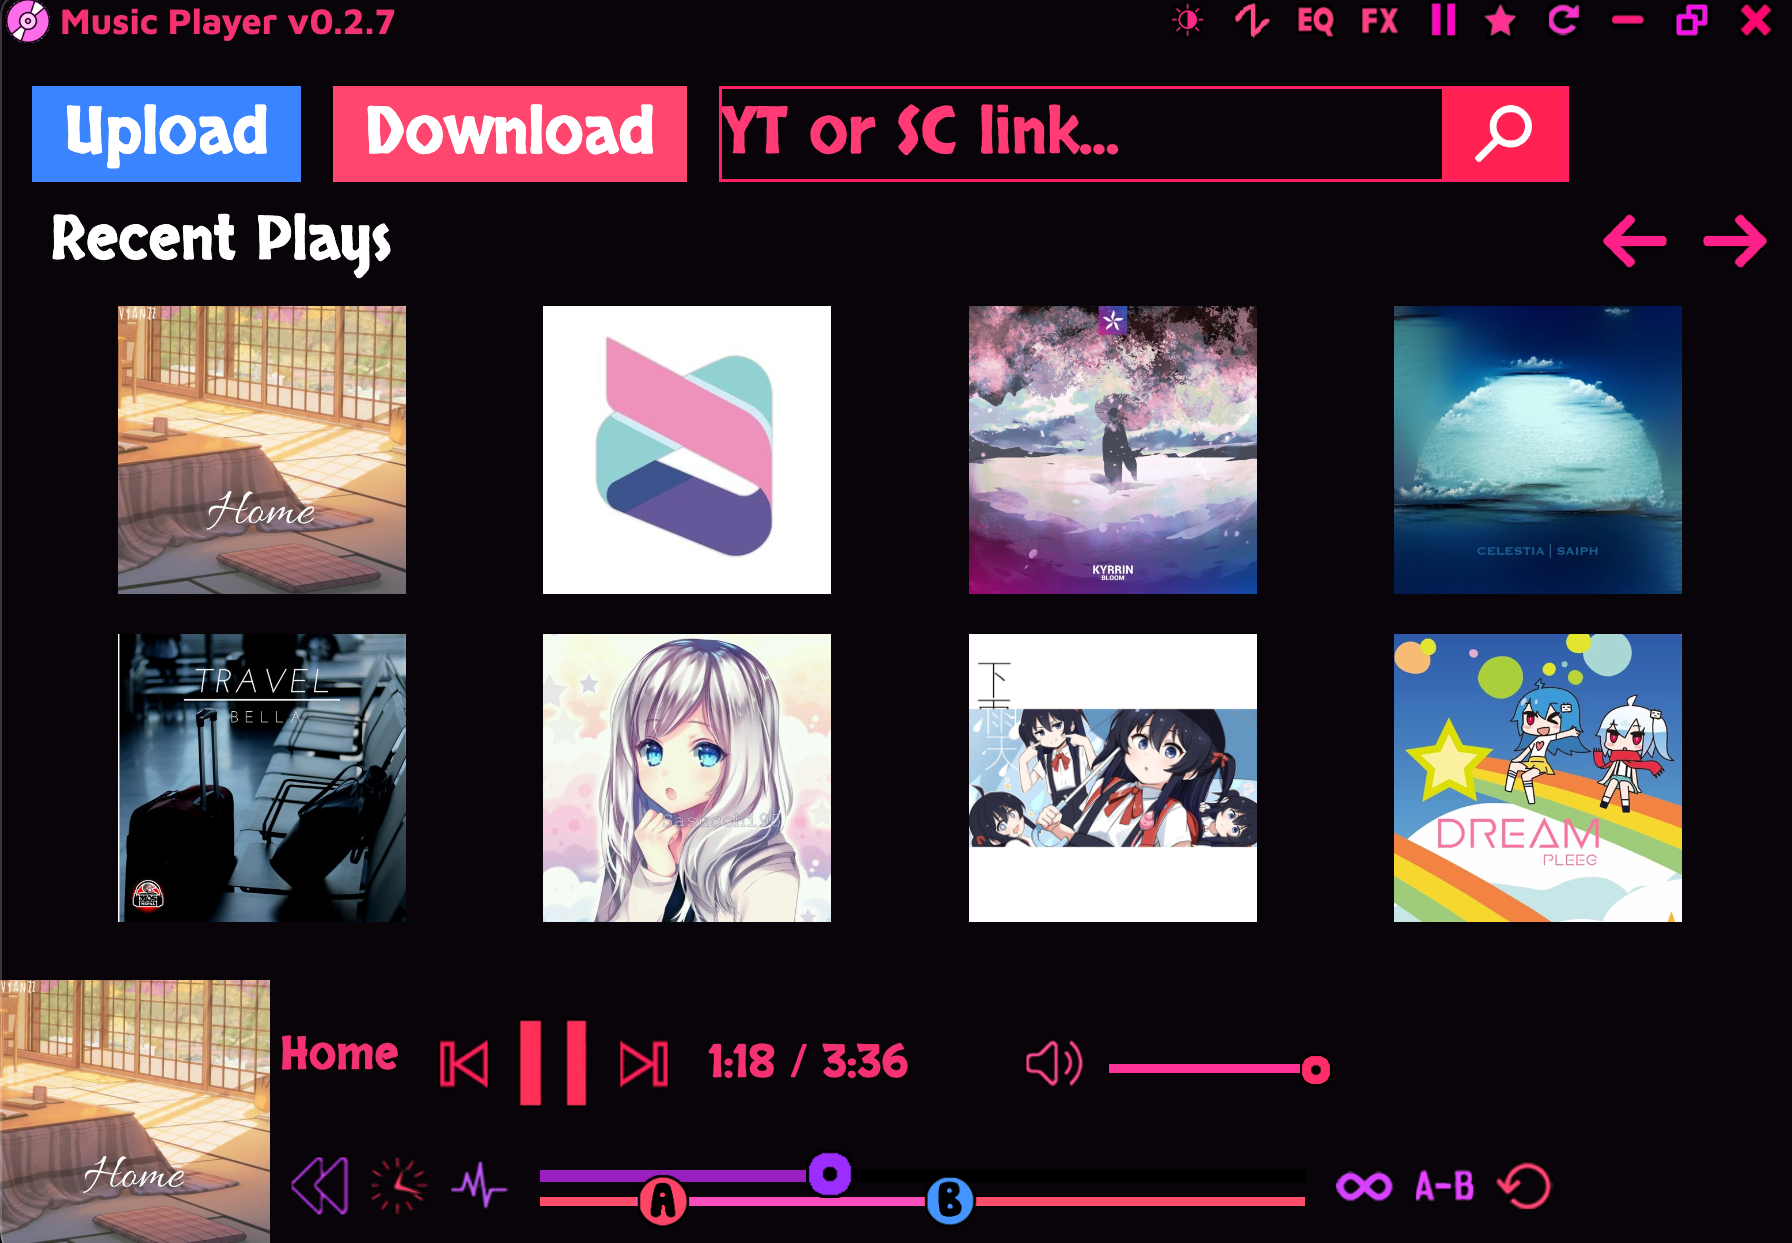 Music Player v0.2.7
EQ
FX
Upload
Download
YT or SC link...
Recent Plays
VYANZZ
Home
KYRRIN
BLOOM
CELESTIA | SAIPH
TRAVEL
BELLA
Sasucchi95
下雨天
DREAM
PLEEG
VYANZZ
Home
Home
1:18 / 3:36
A
B
A-B